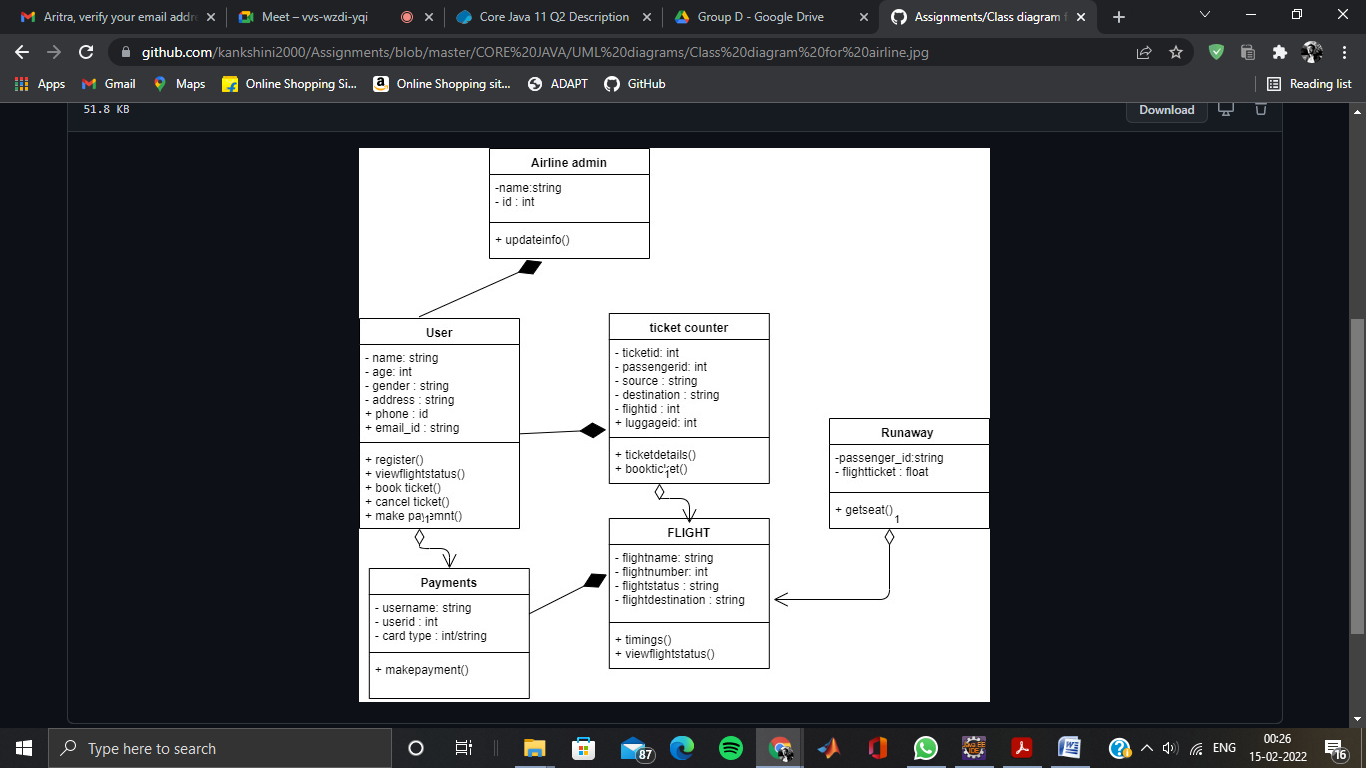 Aritra, verify your email addr
Meet – vvs-wzdi-yqi
Core Java 11 Q2 Description
Group D - Google Drive
Assignments/Class diagram f
github.com/kankshini2000/Assignments/blob/master/CORE%20JAVA/UML%20diagrams/Class%20diagram%20for%20airline.jpg
Apps
Gmail
Maps
Online Shopping Si...
Online Shopping sit...
ADAPT
GitHub
Reading list
51.8 KB
Download
Airline admin
-name:string
- id : int
+ updateinfo()
User
- name: string
- age: int
- gender : string
- address : string
+ phone : id
+ email_id : string
+ register()
+ viewflightstatus()
+ book ticket()
+ cancel ticket()
+ make payemnt()
1
ticket counter
- ticketid: int
- passengerid: int
- source : string
- destination : string
- flightid : int
+ luggageid: int
+ ticketdetails()
+ bookticket()
1
Runaway
-passenger_id:string
- flightticket : float
+ getseat()
1
FLIGHT
- flightname: string
- flightnumber: int
- flightstatus : string
- flightdestination : string
+ timings()
+ viewflightstatus()
Payments
- username: string
- userid : int
- card type : int/string
+ makepayment()
Type here to search
87
ENG
00:26
15-02-2022
16